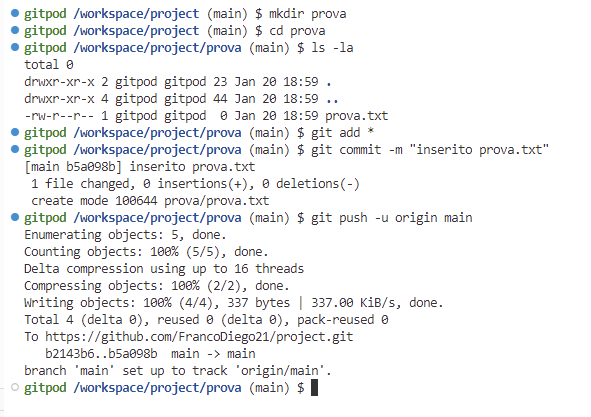 gitpod /workspace/project (main) $ mkdir prova
gitpod /workspace/project (main) $ cd prova
gitpod /workspace/project/prova (main) $ ls -la
total 0
drwxr-xr-x 2 gitpod gitpod 23 Jan 20 18:59 .
drwxr-xr-x 4 gitpod gitpod 44 Jan 20 18:59 ..
-rw-r--r-- 1 gitpod gitpod  0 Jan 20 18:59 prova.txt
gitpod /workspace/project/prova (main) $ git add *
gitpod /workspace/project/prova (main) $ git commit -m "inserito prova.txt"
[main b5a098b] inserito prova.txt
 1 file changed, 0 insertions(+), 0 deletions(-)
 create mode 100644 prova/prova.txt
gitpod /workspace/project/prova (main) $ git push -u origin main
Enumerating objects: 5, done.
Counting objects: 100% (5/5), done.
Delta compression using up to 16 threads
Compressing objects: 100% (2/2), done.
Writing objects: 100% (4/4), 337 bytes | 337.00 KiB/s, done.
Total 4 (delta 0), reused 0 (delta 0), pack-reused 0
To https://github.com/FrancoDiego21/project.git
   b2143b6..b5a098b  main -> main
branch 'main' set up to track 'origin/main'.
gitpod /workspace/project/prova (main) $